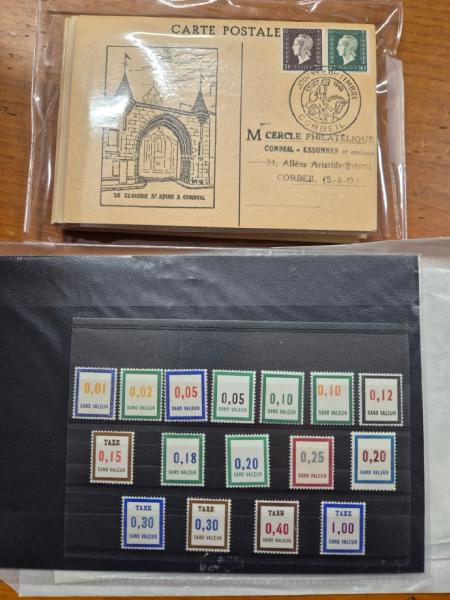 CARTE POSTALE
JOURNÉE DU TIMBRE
CORBEIL
M CERCLE PHILATÉLIQUE
CORBEIL - ESSONNES et environs
31, Allées Aristide-Briand
CORBEIL (S.-&-O.)
LE CLOITRE St SPIRE À CORBEIL
0,01 0,02 0,05 0,05 0,10 0,10 0,12
SANS VALEUR SANS VALEUR SANS VALEUR SANS VALEUR SANS VALEUR SANS VALEUR SANS VALEUR
TAXE
0,15 0,18 0,20 0,25 0,20
SANS VALEUR SANS VALEUR SANS VALEUR SANS VALEUR SANS VALEUR
TAXE TAXE TAXE TAXE
0,30 0,30 0,40 1,00
SANS VALEUR SANS VALEUR SANS VALEUR SANS VALEUR